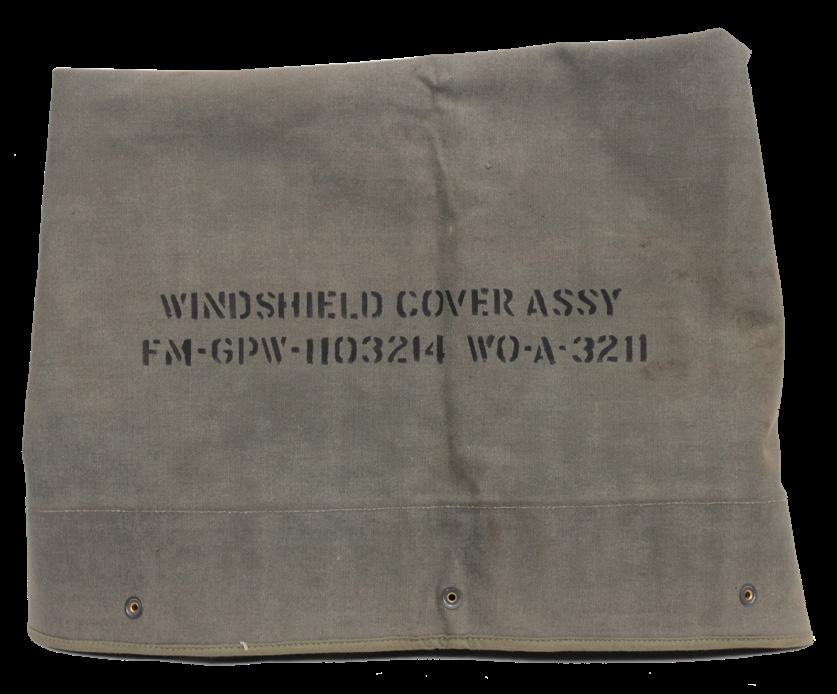 WINDSHIELD COVER ASSY
FM-GPW-1103214 WO-A-3211